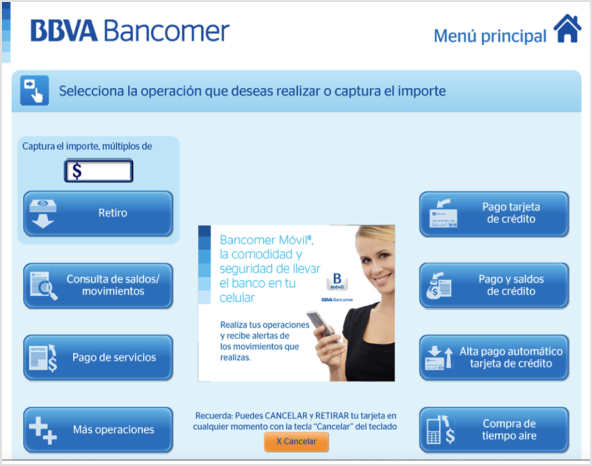 BBVA Bancomer
Menú principal
Selecciona la operación que deseas realizar o captura el importe
Captura el importe, múltiplos de
$
Retiro
Consulta de saldos/
movimientos
Pago de servicios
Más operaciones
Bancomer Móvil®,
la comodidad y
seguridad de llevar
el banco en tu
celular
Realiza tus operaciones
y recibe alertas de
los movimientos que
realizas.
B
móvil
BBVA Bancomer
Recuerda: Puedes CANCELAR y RETIRAR tu tarjeta en
cualquier momento con la tecla "Cancelar" del teclado
X Cancelar
Pago tarjeta
de crédito
Pago y saldos
de crédito
Alta pago automático
tarjeta de crédito
Compra de
tiempo aire